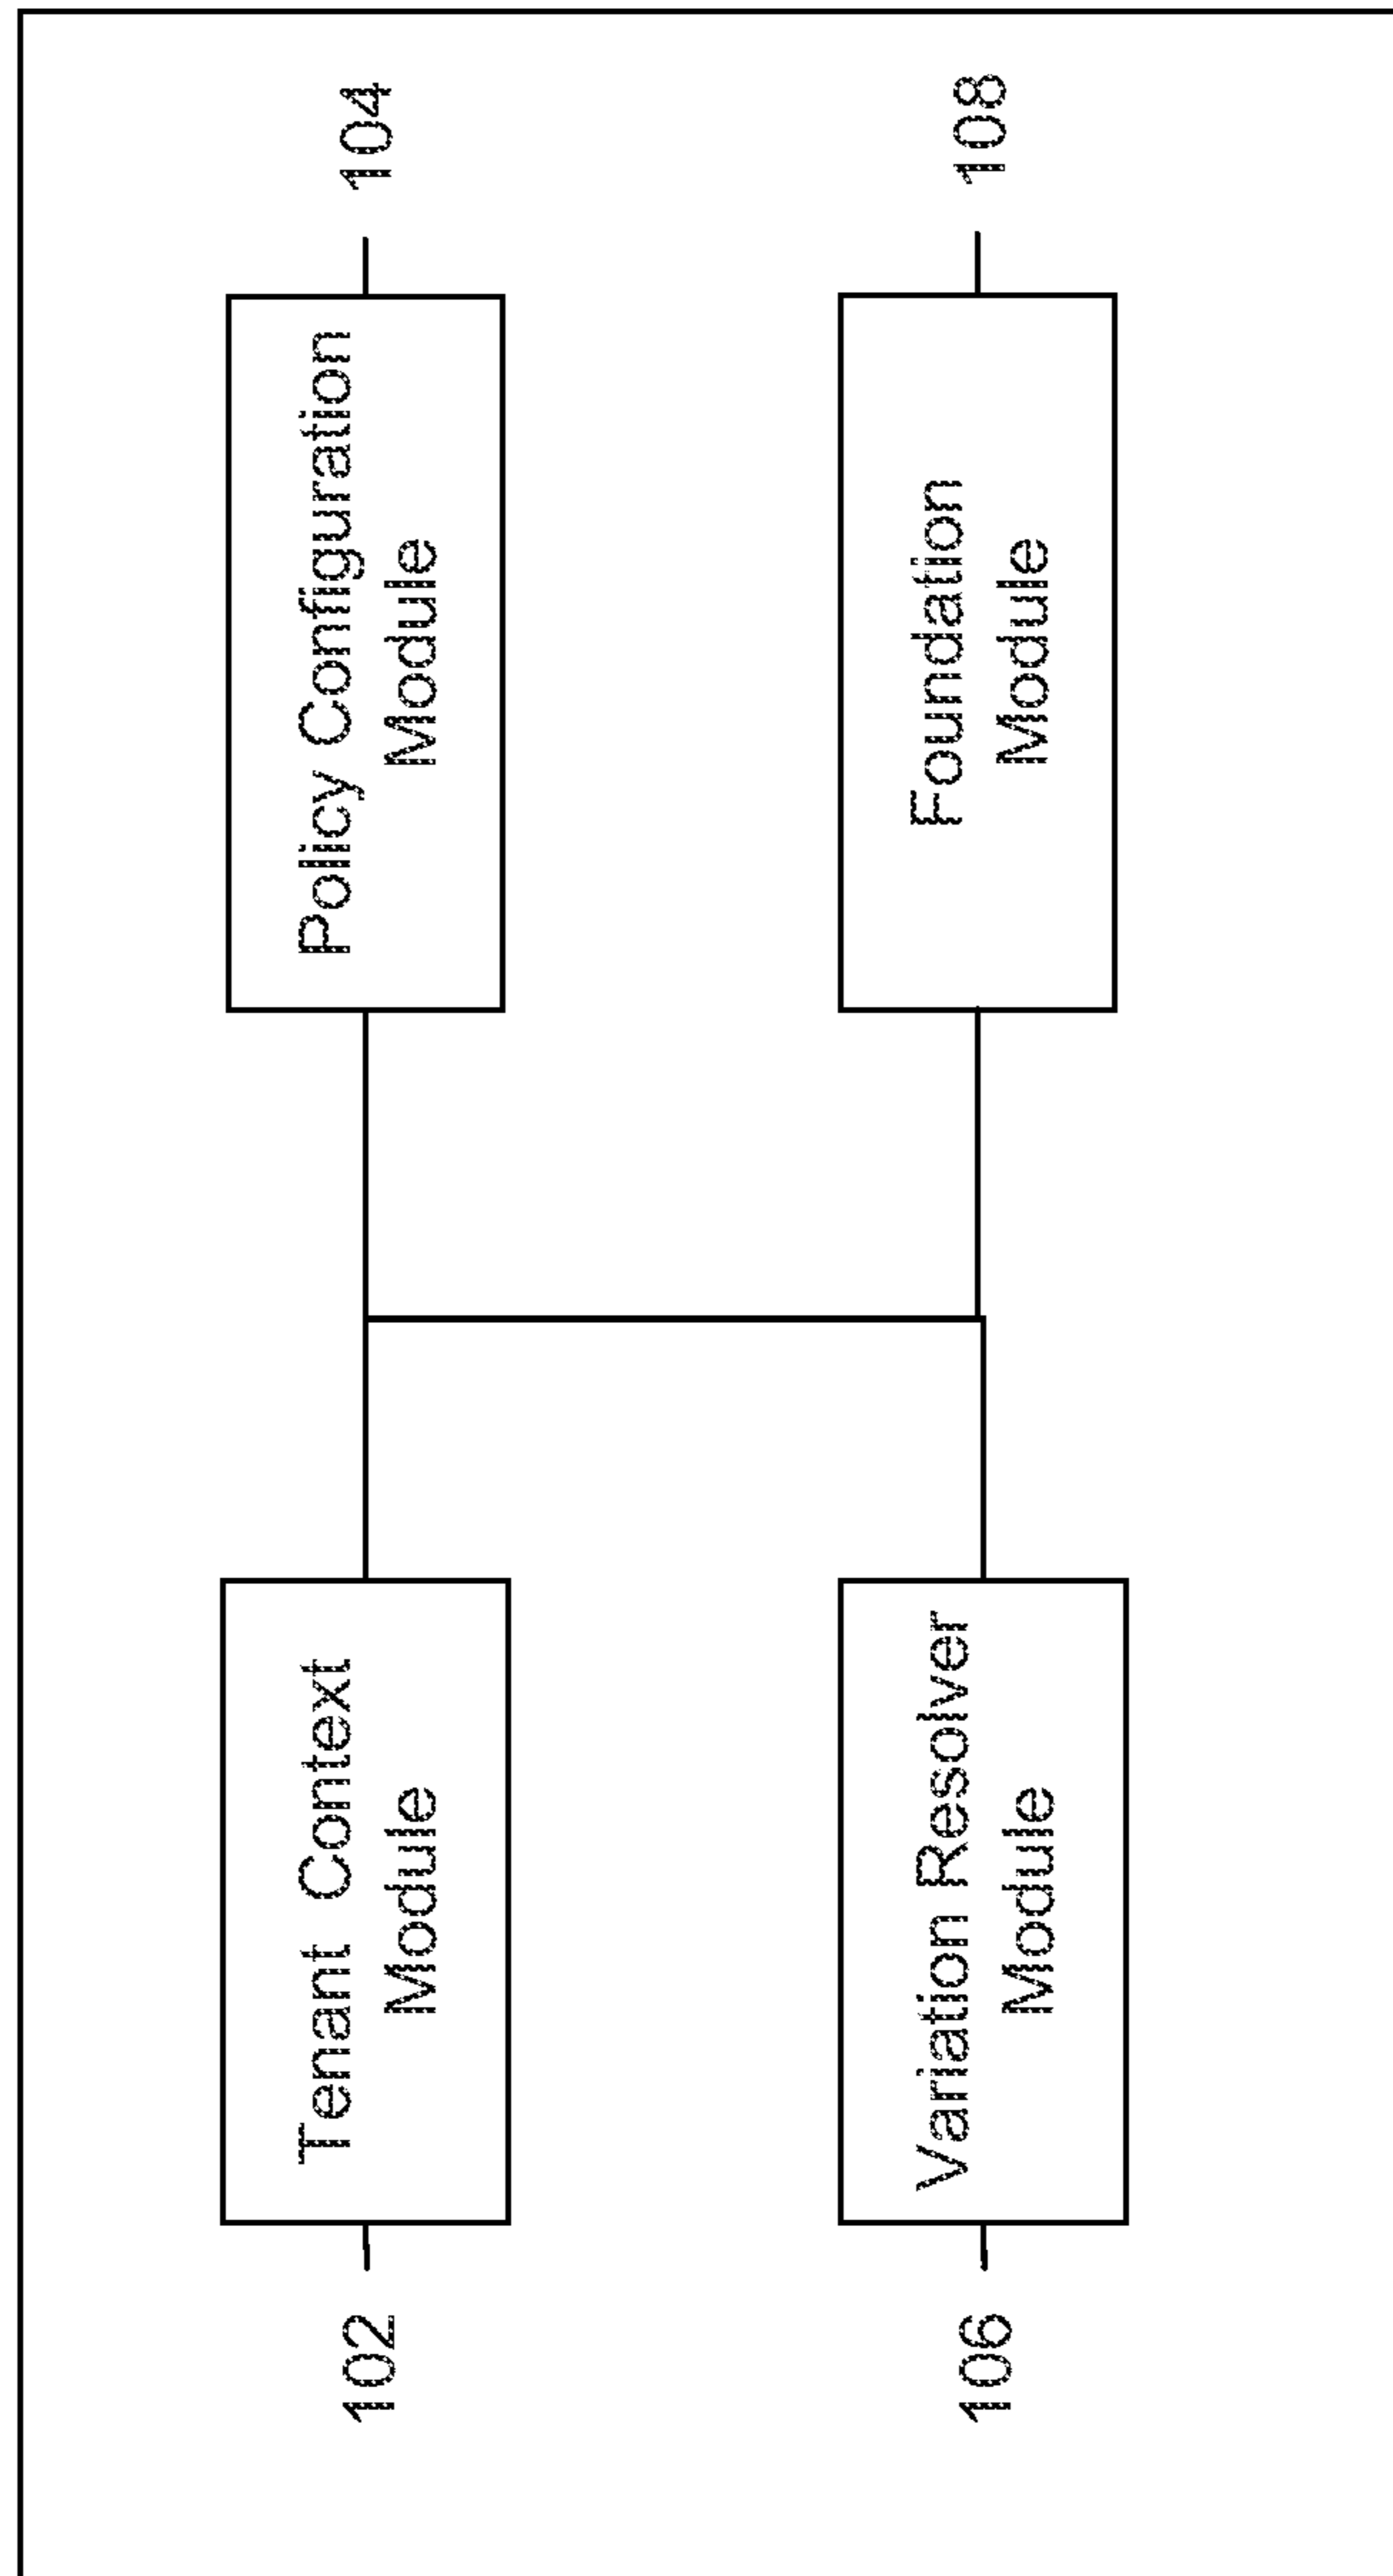 102
Tenant Context
Module
Policy Configuration
Module
104
106
Variation Resolver
Module
Foundation
Module
108